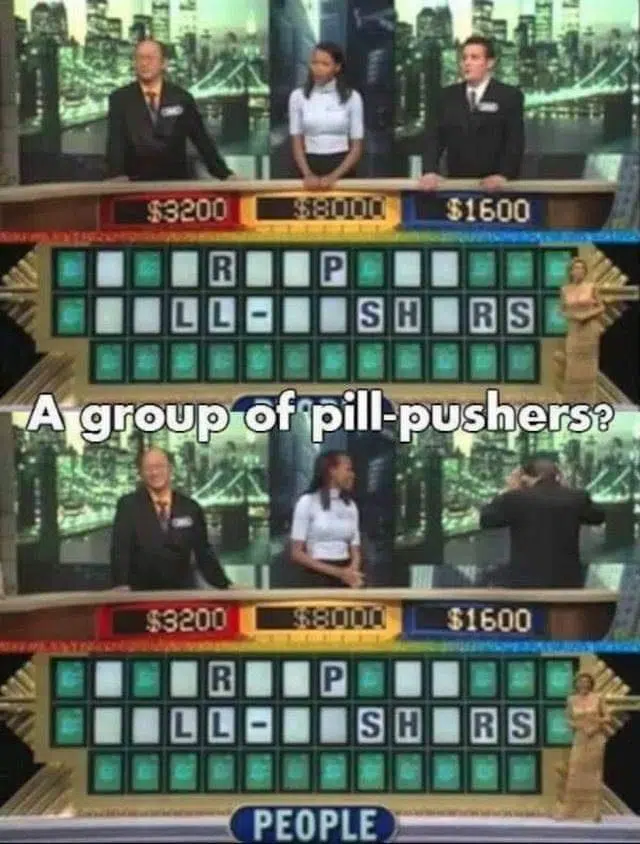 $3200 $8000 $1600
R P
LL- SH RS
A group of pill-pushers?
$3200 $8000 $1600
R P
LL- SH RS
PEOPLE